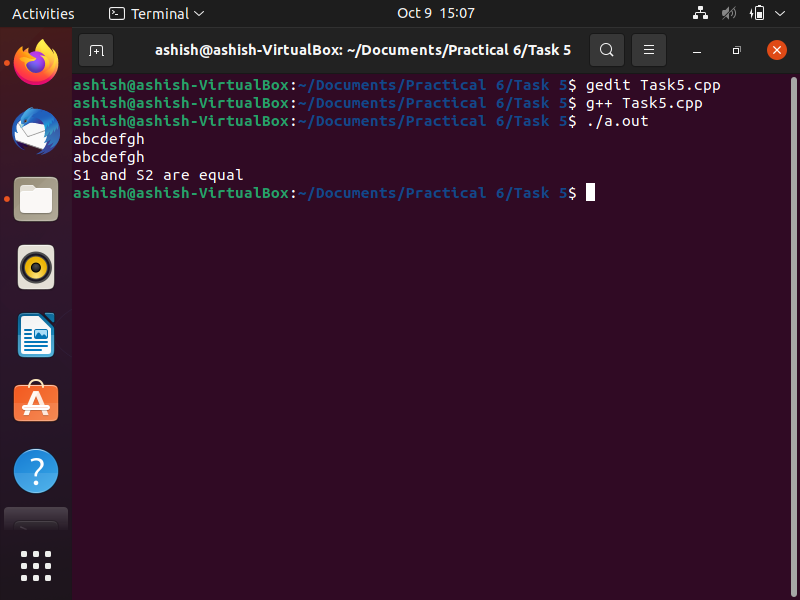 Activities Terminal Oct 9 15:07
ashish@ashish-VirtualBox: ~/Documents/Practical 6/Task 5
ashish@ashish-VirtualBox:~/Documents/Practical 6/Task 5$ gedit Task5.cpp
ashish@ashish-VirtualBox:~/Documents/Practical 6/Task 5$ g++ Task5.cpp
ashish@ashish-VirtualBox:~/Documents/Practical 6/Task 5$ ./a.out
abcdefgh
abcdefgh
S1 and S2 are equal
ashish@ashish-VirtualBox:~/Documents/Practical 6/Task 5$